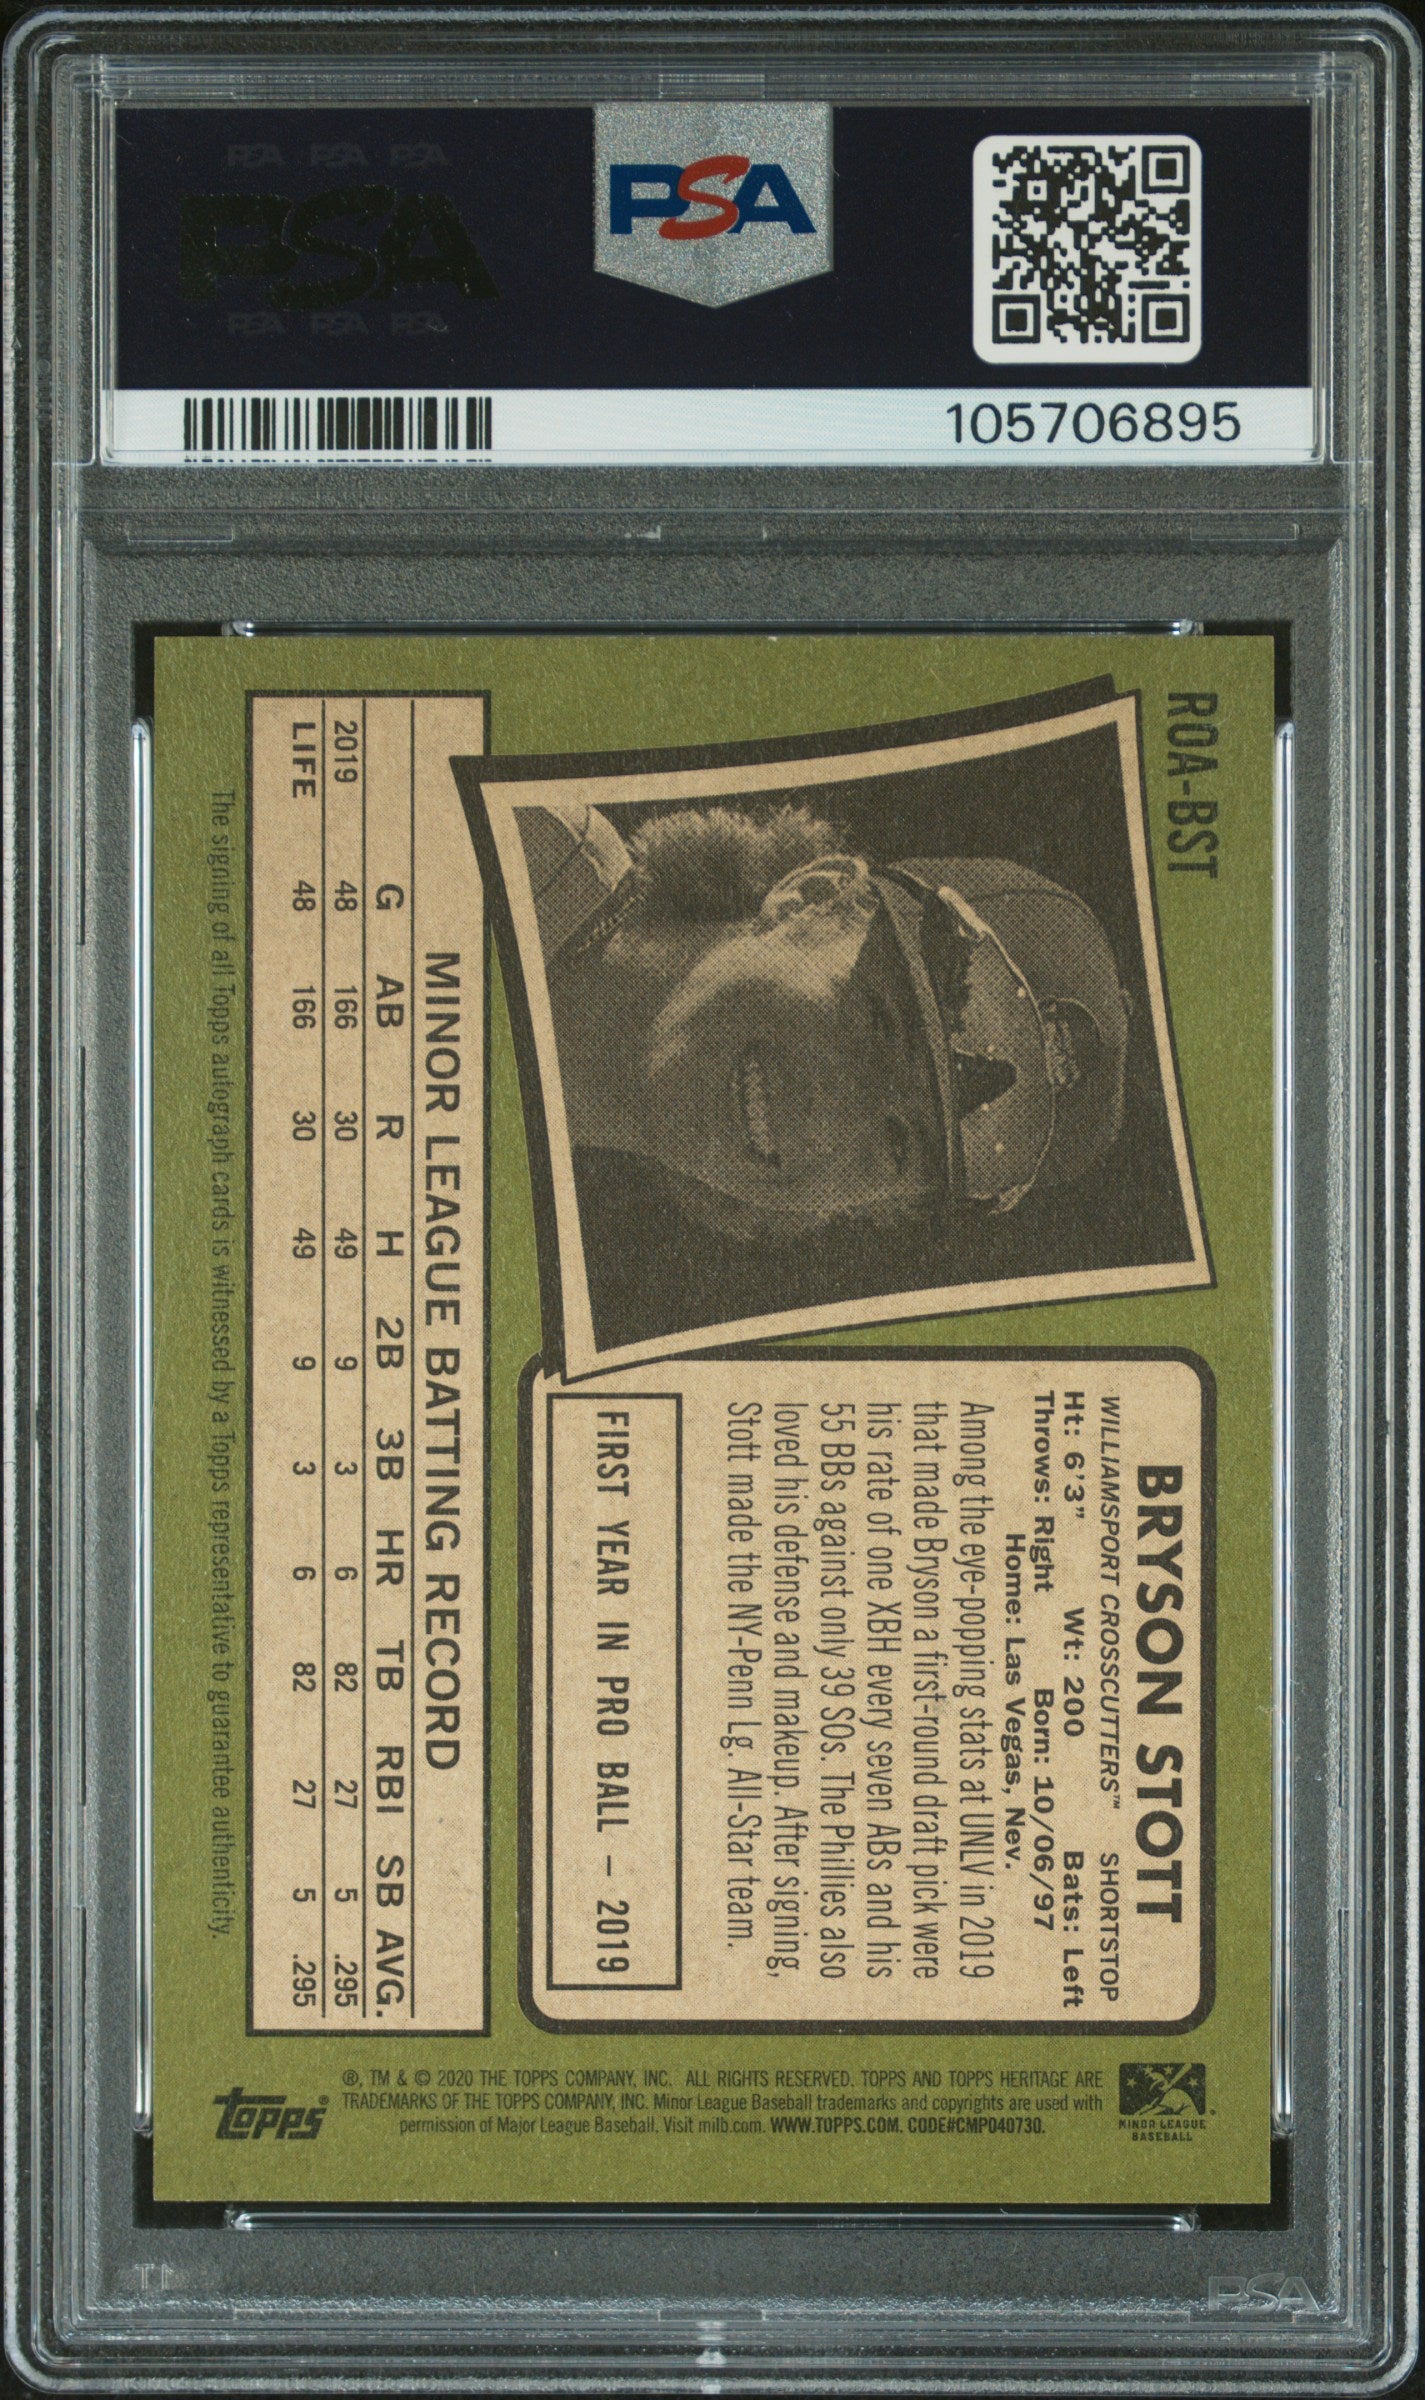 PSA PSA PSA
PSA
PSA PSA PSA
PSA
105706895
ROA-BST
BRYSON STOTT
WILLIAMSPORT CROSSCUTTERS™ SHORTSTOP
Ht: 6'3" Wt: 200 Bats: Left
Throws: Right Born: 10/06/97
Home: Las Vegas, Nev.
Among the eye-popping stats at UNLV in 2019
that made Bryson a first-round draft pick were
his rate of one XBH every seven ABs and his
55 BBs against only 39 SOs. The Phillies also
loved his defense and makeup. After signing,
Stott made the NY-Penn Lg. All-Star team.
FIRST YEAR IN PRO BALL – 2019
MINOR LEAGUE BATTING RECORD
G AB R H 2B 3B HR TB RBI SB AVG.
2019 48 166 30 49 9 3 6 82 27 5 .295
LIFE 48 166 30 49 9 3 6 82 27 5 .295
The signing of all Topps autograph cards is witnessed by a Topps representative to guarantee authenticity.
MINOR LEAGUE
BASEBALL
®, TM & © 2020 THE TOPPS COMPANY, INC. ALL RIGHTS RESERVED. TOPPS AND TOPPS HERITAGE ARE
TRADEMARKS OF THE TOPPS COMPANY, INC. Minor League Baseball trademarks and copyrights are used with
permission of Major League Baseball. Visit milb.com. WWW.TOPPS.COM. CODE#CMP040730.
topps®
PSA